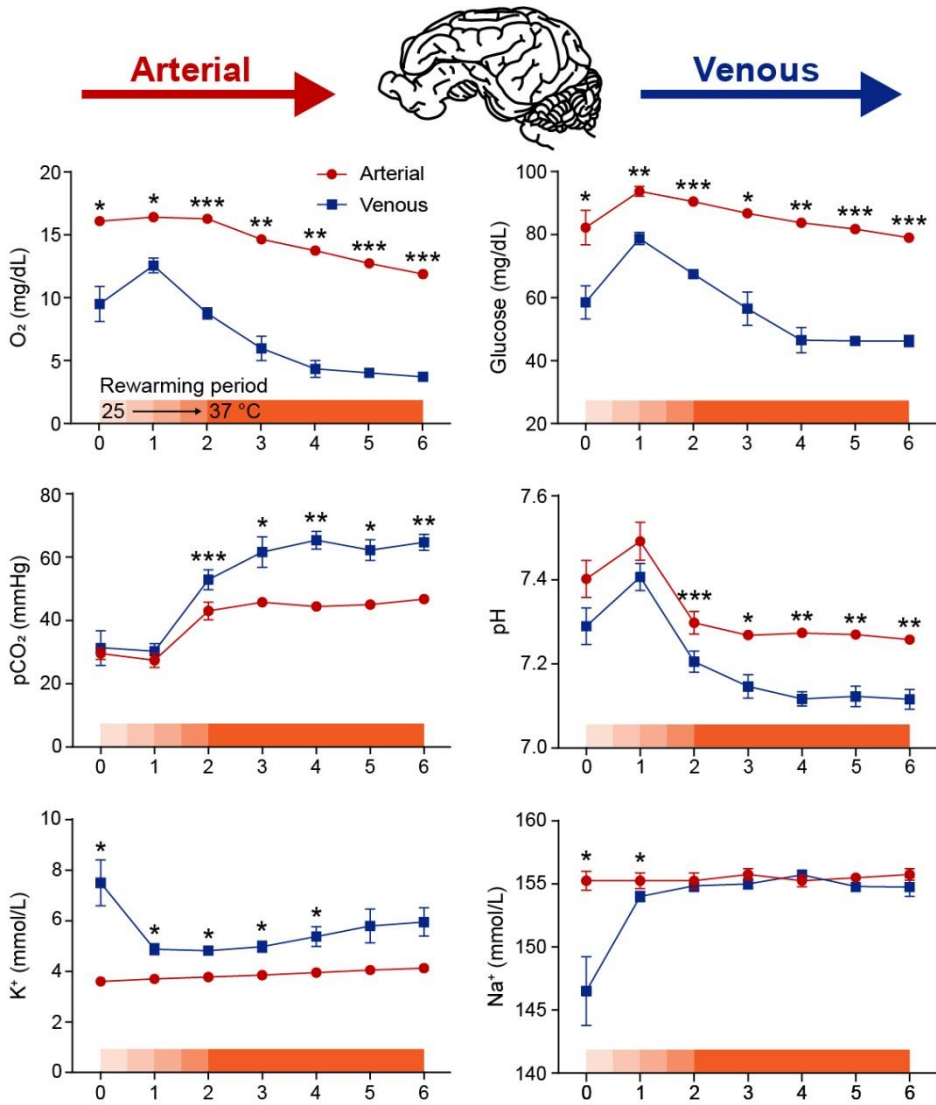 Arterial
Venous
20
15
10
5
0
O₂ (mg/dL)
Arterial
Venous
* * *** ** ** *** ***
Rewarming period
25 → 37 °C
0 1 2 3 4 5 6
100
80
60
40
20
Glucose (mg/dL)
* ** *** * ** *** ***
0 1 2 3 4 5 6
80
60
40
20
0
pCO₂ (mmHg)
*** * ** * **
0 1 2 3 4 5 6
7.6
7.4
7.2
7.0
pH
*** * ** ** **
0 1 2 3 4 5 6
10
8
6
4
2
0
K⁺ (mmol/L)
* * * * *
0 1 2 3 4 5 6
160
155
150
145
140
Na⁺ (mmol/L)
* *
0 1 2 3 4 5 6